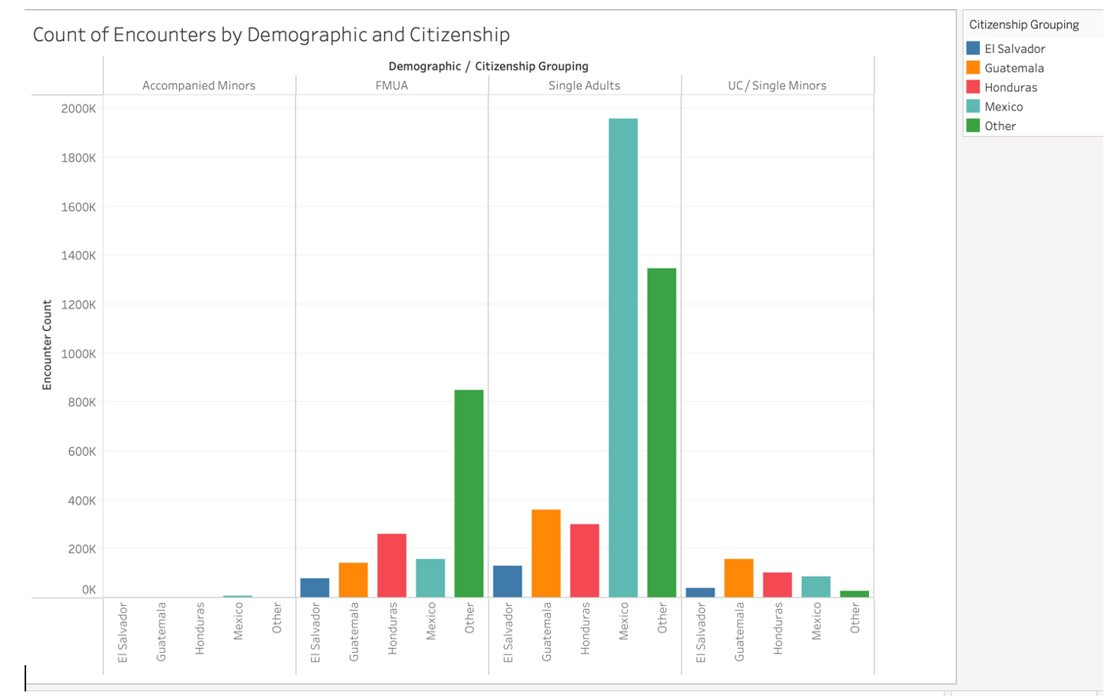 Count of Encounters by Demographic and Citizenship
Demographic / Citizenship Grouping
Accompanied Minors
FMUA
Single Adults
UC / Single Minors
Encounter Count
2000K
1800K
1600K
1400K
1200K
1000K
800K
600K
400K
200K
0K
El Salvador
Guatemala
Honduras
Mexico
Other
El Salvador
Guatemala
Honduras
Mexico
Other
El Salvador
Guatemala
Honduras
Mexico
Other
El Salvador
Guatemala
Honduras
Mexico
Other
Citizenship Grouping
El Salvador
Guatemala
Honduras
Mexico
Other